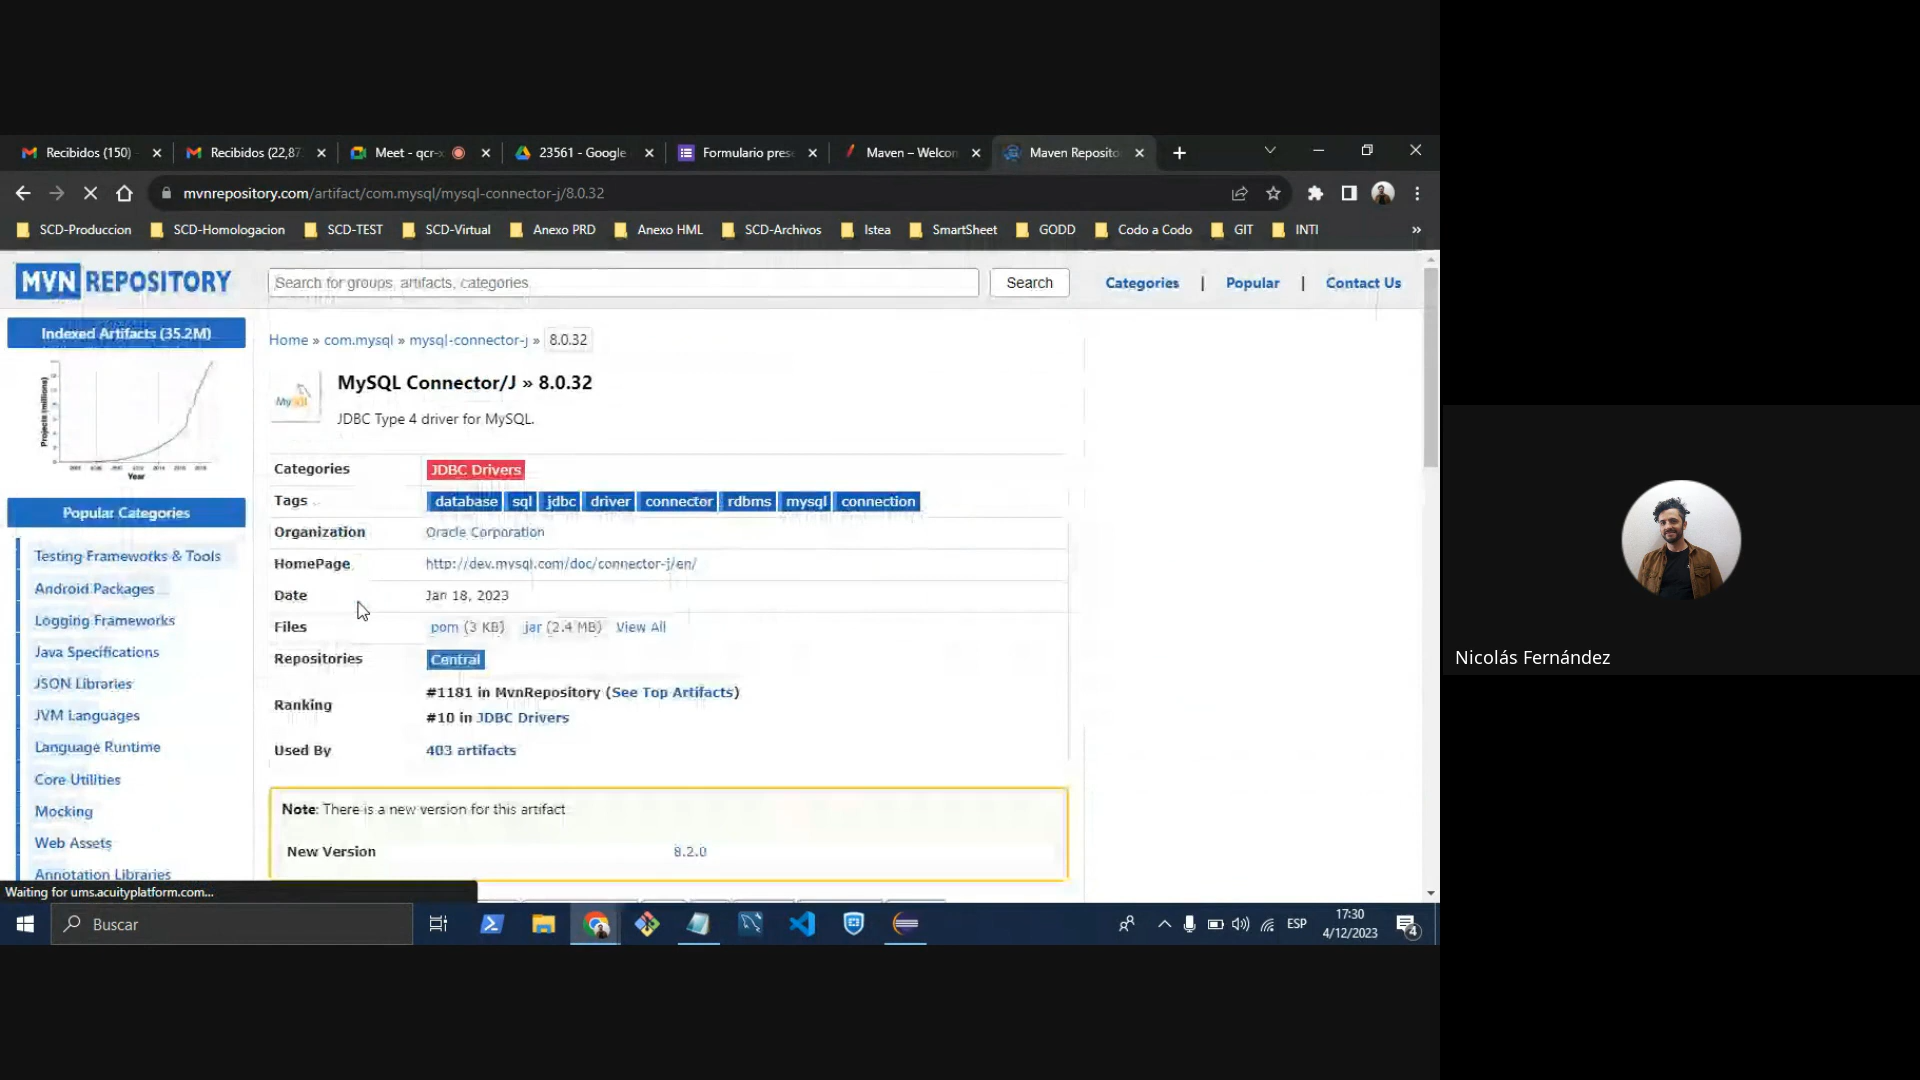 Recibidos (150)
Recibidos (22,87
Meet - qcr-
23561 - Google
Formulario pres
Maven – Welcon
Maven Reposito
mvnrepository.com/artifact/com.mysql/mysql-connector-j/8.0.32
SCD-Produccion
SCD-Homologacion
SCD-TEST
SCD-Virtual
Anexo PRD
Anexo HML
SCD-Archivos
Istea
SmartSheet
GODD
Codo a Codo
GIT
INTI
»
MVN REPOSITORY
Search for groups, artifacts, categories
Search
Categories | Popular | Contact Us
Indexed Artifacts (35.2M)
Projects (millions)
Year
Popular Categories
Testing Frameworks & Tools
Android Packages
Logging Frameworks
Java Specifications
JSON Libraries
JVM Languages
Language Runtime
Core Utilities
Mocking
Web Assets
Annotation Libraries
Home » com.mysql » mysql-connector-j » 8.0.32
MySQL Connector/J » 8.0.32
JDBC Type 4 driver for MySQL.
Categories JDBC Drivers
Tags database sql jdbc driver connector rdbms mysql connection
Organization Oracle Corporation
HomePage http://dev.mysql.com/doc/connector-j/en/
Date Jan 18, 2023
Files pom (3 KB) jar (2.4 MB) View All
Repositories Central
Ranking #1181 in MvnRepository (See Top Artifacts)
#10 in JDBC Drivers
Used By 403 artifacts
Note: There is a new version for this artifact
New Version 8.2.0
Waiting for ums.acuityplatform.com...
Buscar
ESP
17:30
4/12/2023
4
Nicolás Fernández